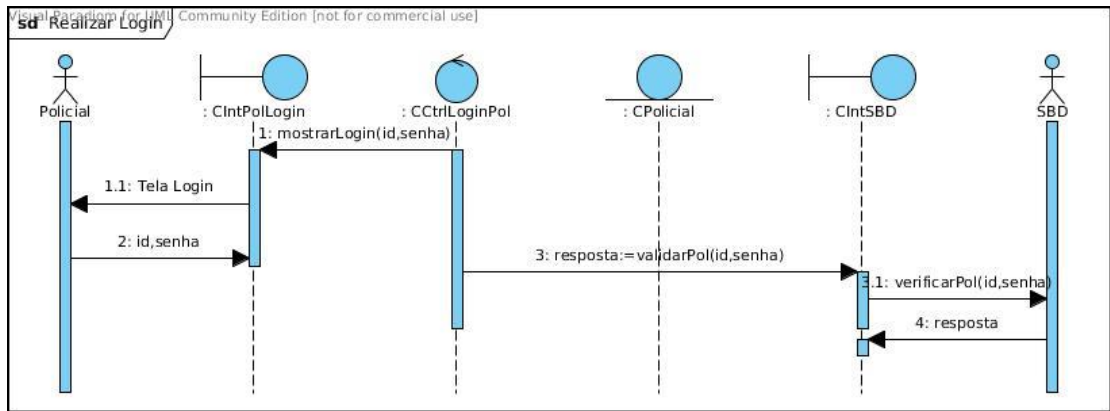 Visual Paradigm for UML Community Edition [not for commercial use]
sd Realizar Login
Policial
: CIntPolLogin
: CCtrlLoginPol
: CPolicial
: CIntSBD
SBD
1: mostrarLogin(id,senha)
1.1: Tela Login
2: id,senha
3: resposta:=validarPol(id,senha)
3.1: verificarPol(id,senha)
4: resposta